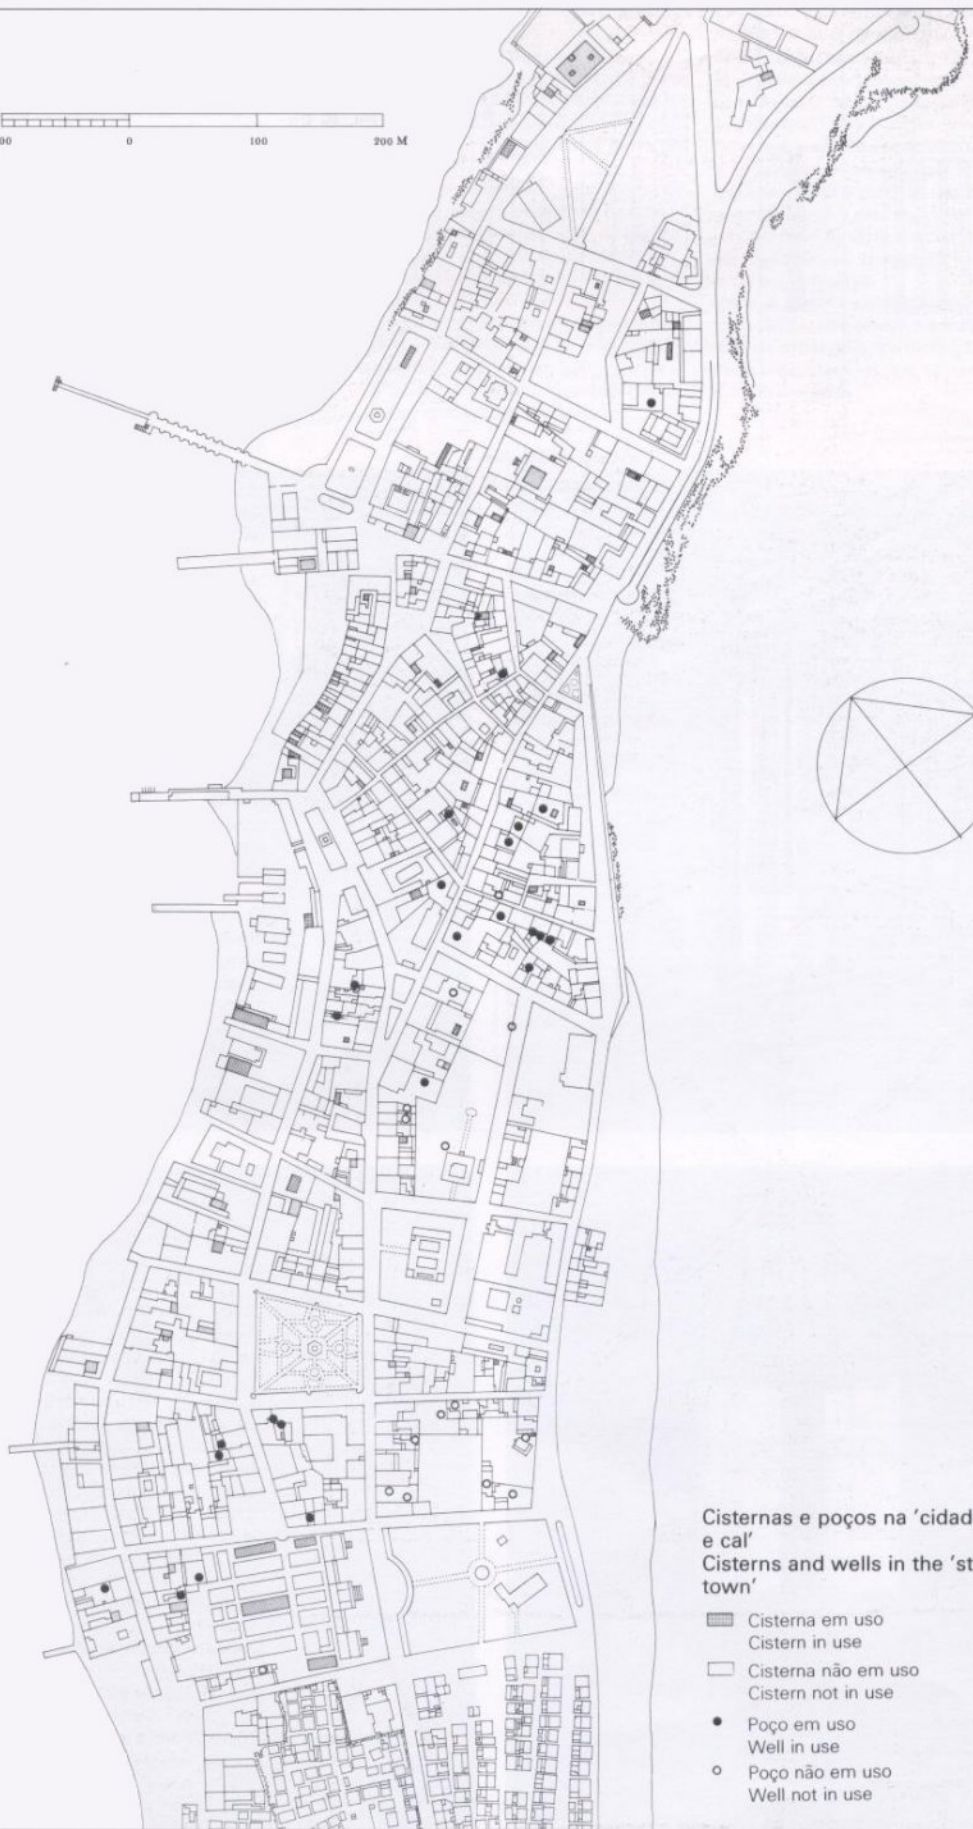 00 0 100 200 M
Cisternas e poços na 'cidad
e cal'
Cisterns and wells in the 'st
town'
Cisterna em uso
Cistern in use
Cisterna não em uso
Cistern not in use
Poço em uso
Well in use
Poço não em uso
Well not in use